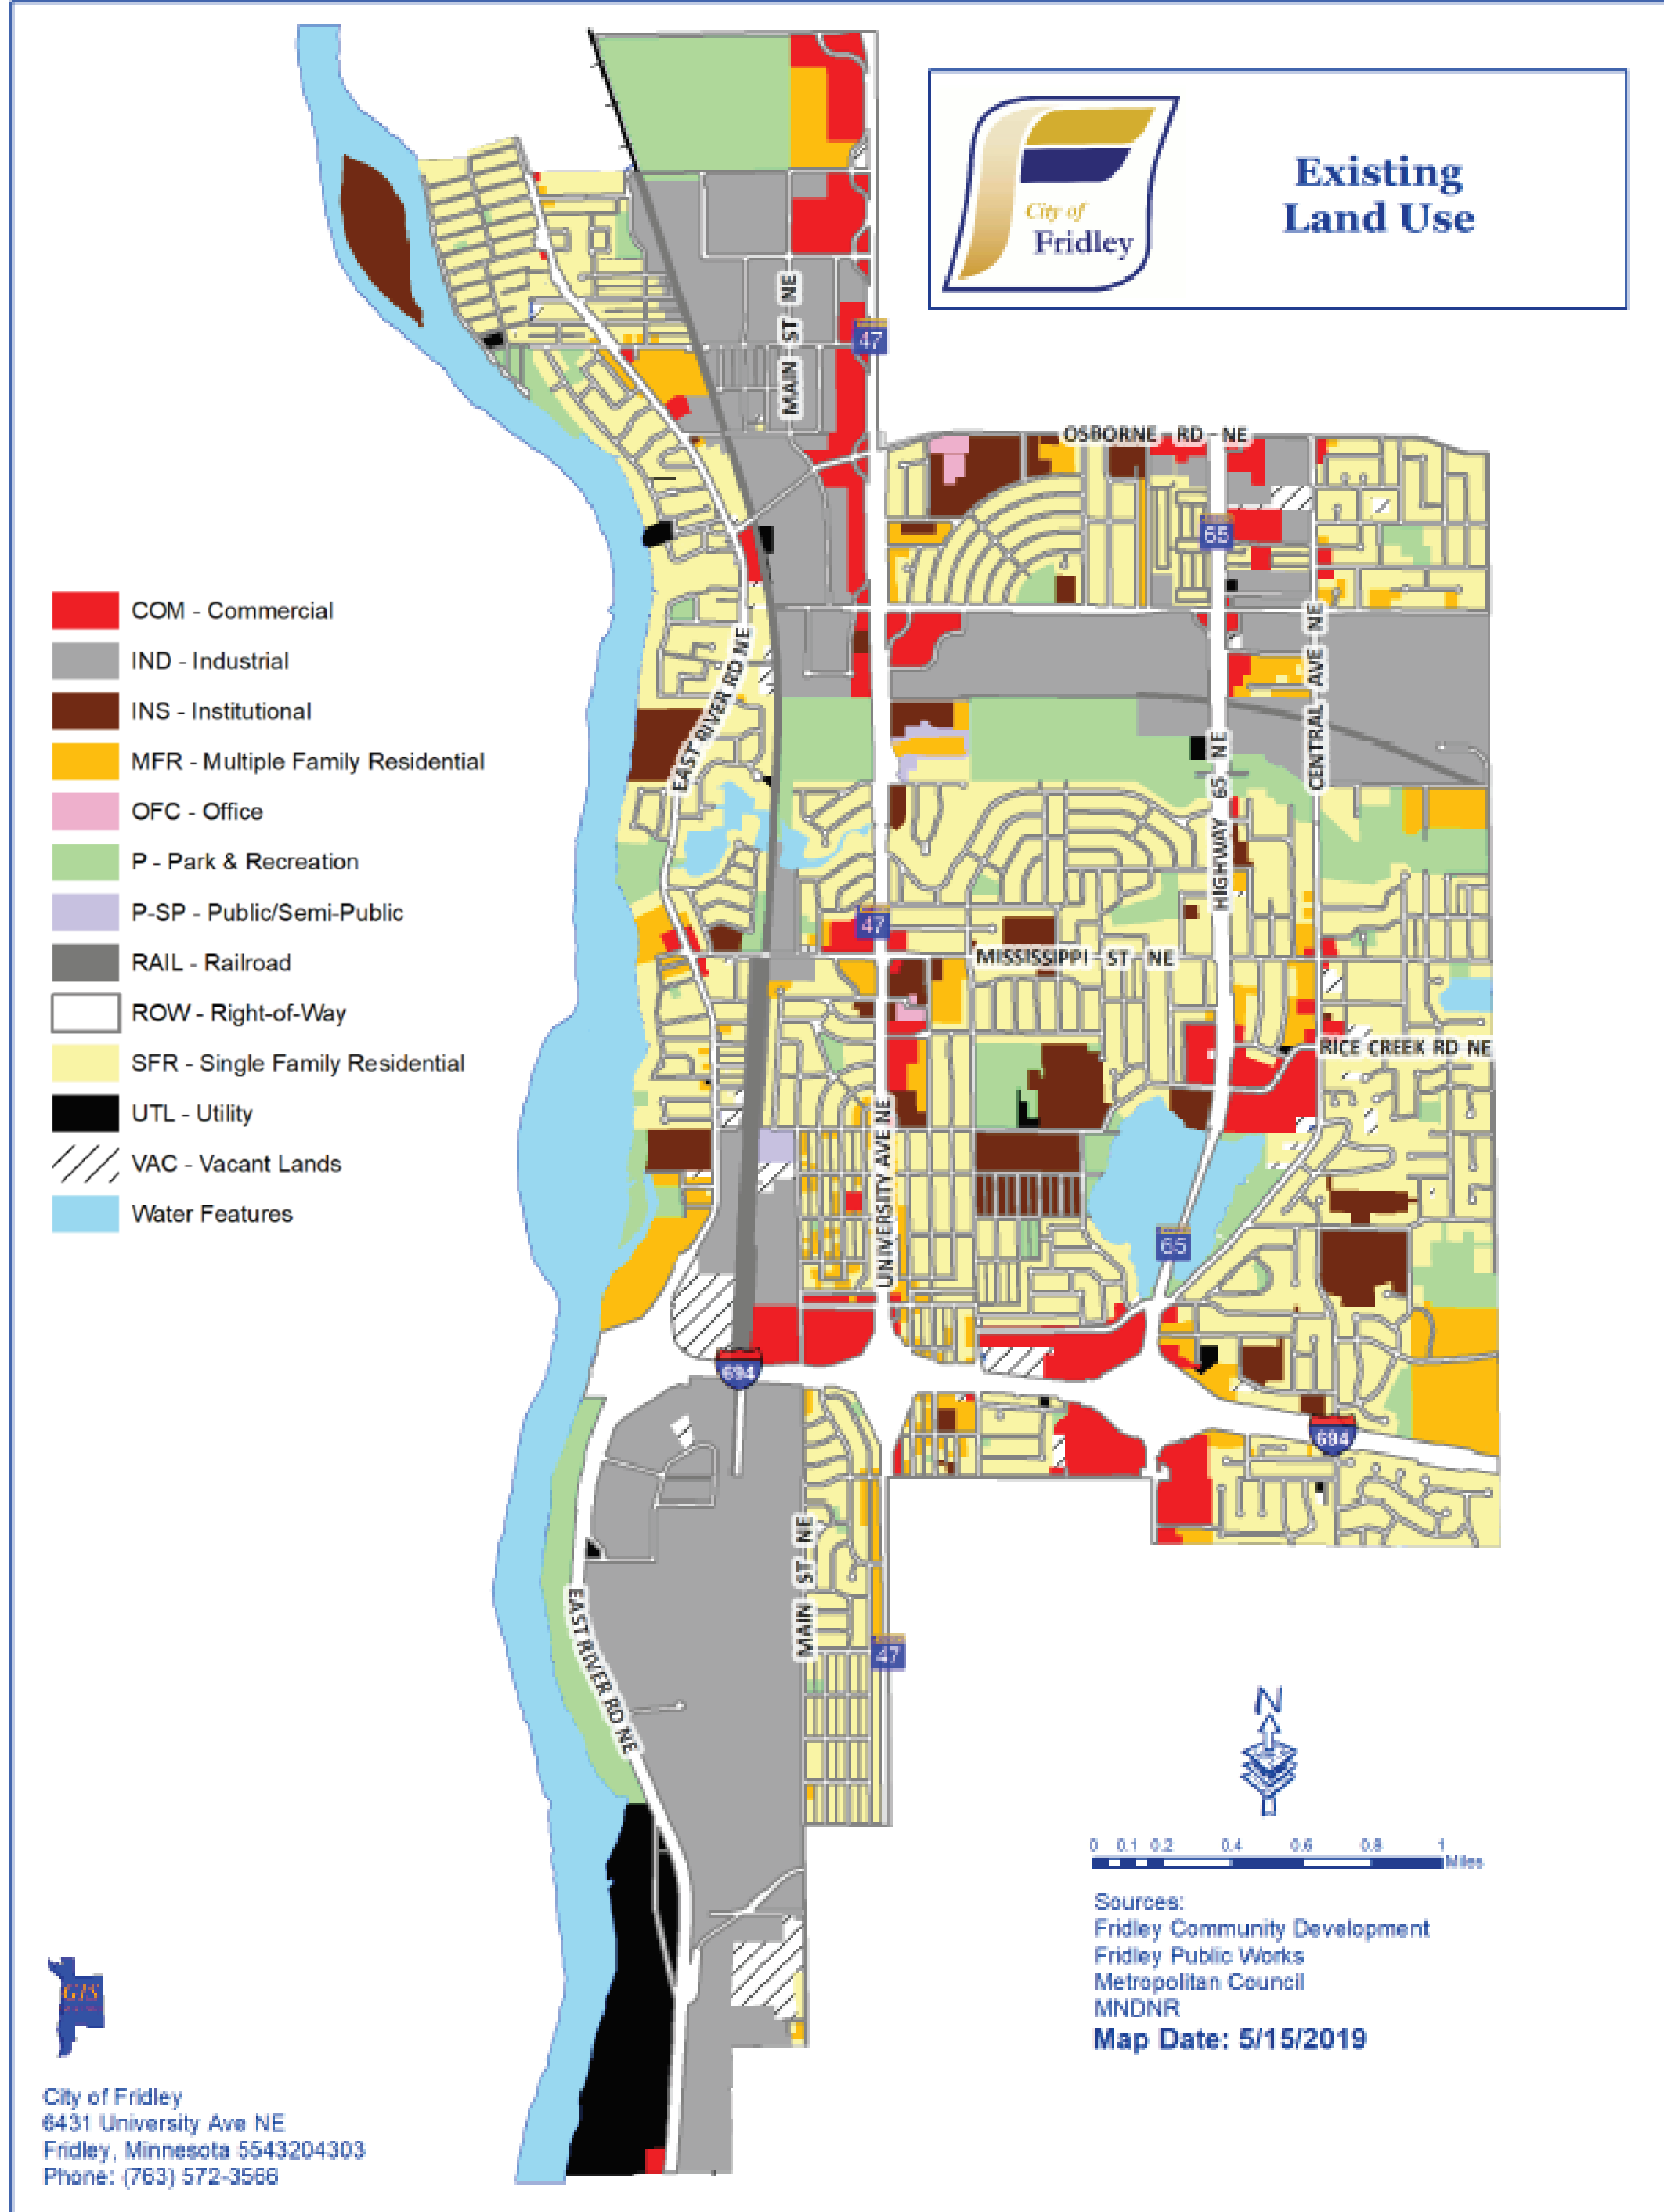 City of
Fridley
Existing
Land Use
MAIN ST NE
47
OSBORNE RD NE
65
COM - Commercial
IND - Industrial
INS - Institutional
MFR - Multiple Family Residential
OFC - Office
P - Park & Recreation
P-SP - Public/Semi-Public
RAIL - Railroad
ROW - Right-of-Way
SFR - Single Family Residential
UTL - Utility
VAC - Vacant Lands
Water Features
EAST RIVER RD NE
CENTRAL AVE NE
HIGHWAY 65 NE
47
MISSISSIPPI ST NE
RICE CREEK RD NE
UNIVERSITY AVE NE
65
694
694
MAIN ST NE
EAST RIVER RD NE
47
N
0 0.1 0.2 0.4 0.6 0.8 1
Miles
Sources:
Fridley Community Development
Fridley Public Works
Metropolitan Council
MNDNR
Map Date: 5/15/2019
GIS
City of Fridley
6431 University Ave NE
Fridley, Minnesota 5543204303
Phone: (763) 572-3566